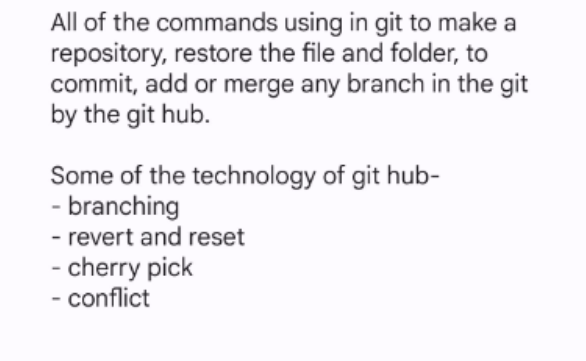 All of the commands using in git to make a
repository, restore the file and folder, to
commit, add or merge any branch in the git
by the git hub.
Some of the technology of git hub-
- branching
- revert and reset
- cherry pick
- conflict